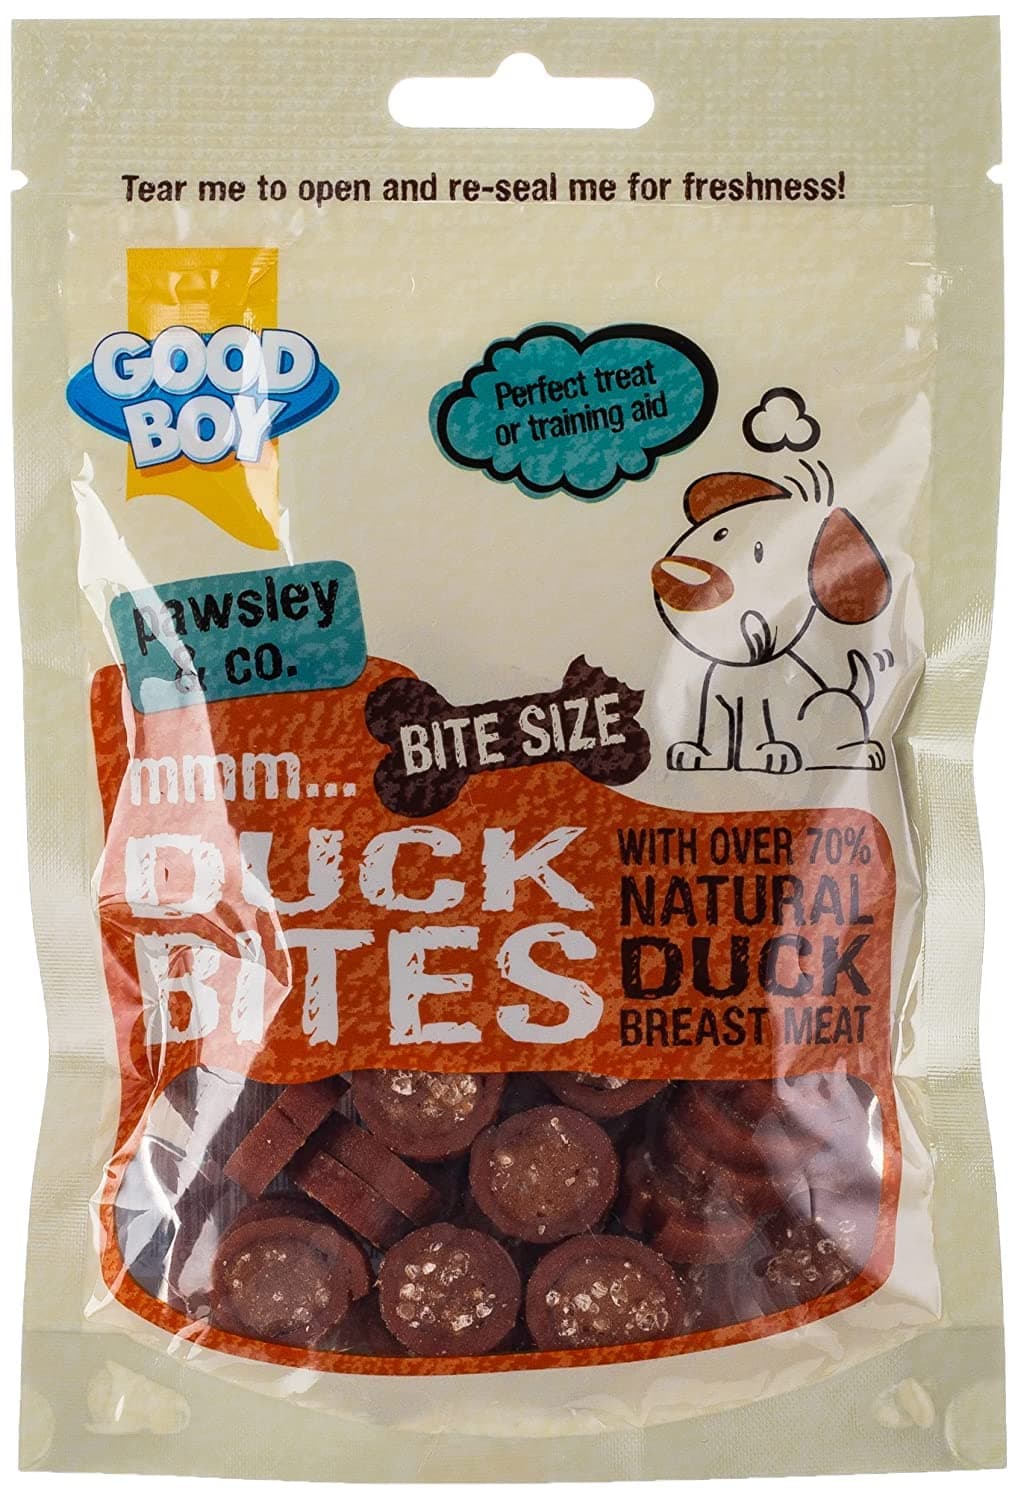 Tear me to open and re-seal me for freshness!
GOOD
BOY
Perfect treat
or training aid
pawsley
& co.
BITE SIZE
mmm...
DUCK
BITES
WITH OVER 70%
NATURAL
DUCK
BREAST MEAT